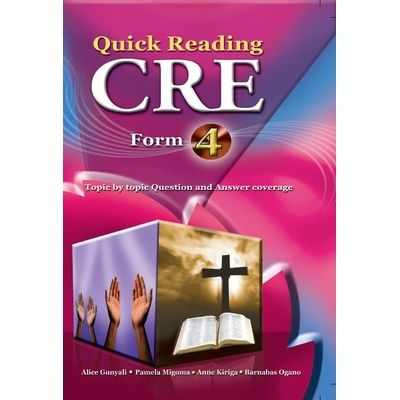 Quick Reading
CRE
Form 4
Topic by topic Question and Answer coverage
Alice Gunyali • Pamela Migoma • Anne Kiriga • Barnabas Ogano